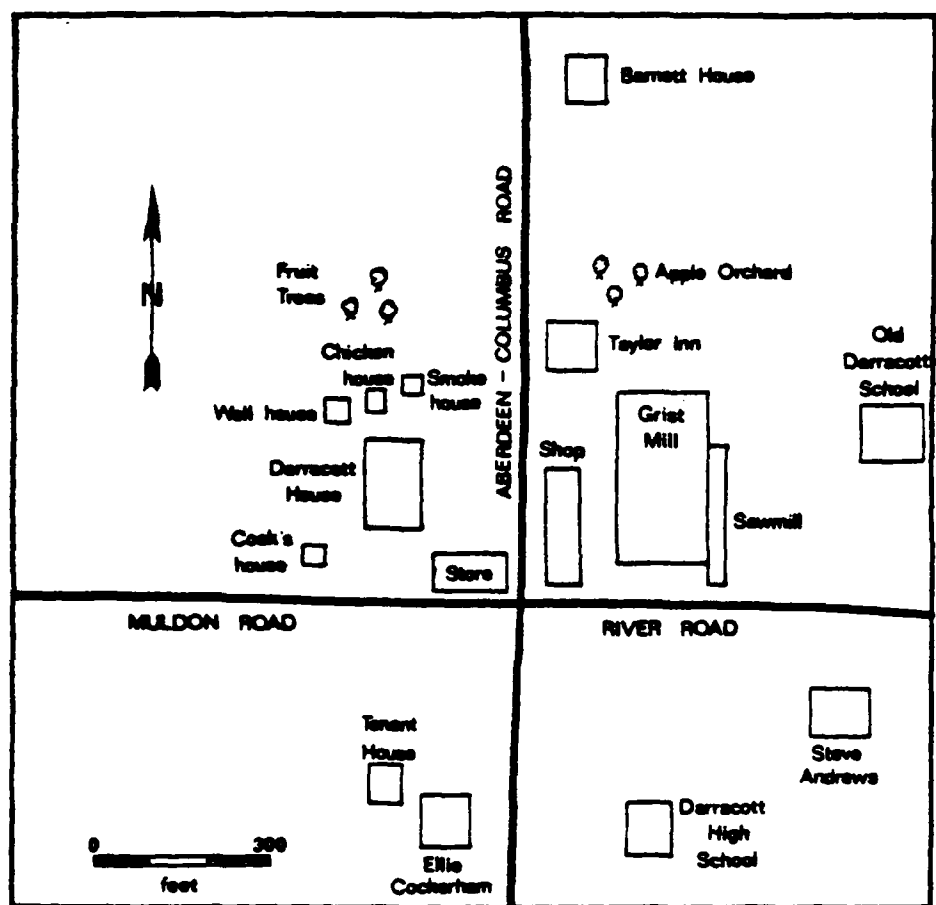 Barnett House
ABERDEEN - COLUMBUS ROAD
N
Fruit
Trees
Apple Orchard
Taylor Inn
Old
Darracott
School
Chicken
house
Smoke
house
Well house
Grist
Mill
Shop
Darracott
House
Sawmill
Cook's
house
Store
MULDON ROAD
RIVER ROAD
Tenant
House
Steve
Andrews
Darracott
High
School
0 300
feet
Ellie
Cockerham